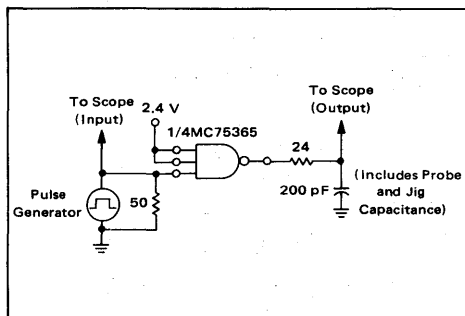 To Scope
(Input)
2.4 V
1/4MC75365
To Scope
(Output)
24
Pulse
Generator
50
200 pF
(Includes Probe
and Jig
Capacitance)